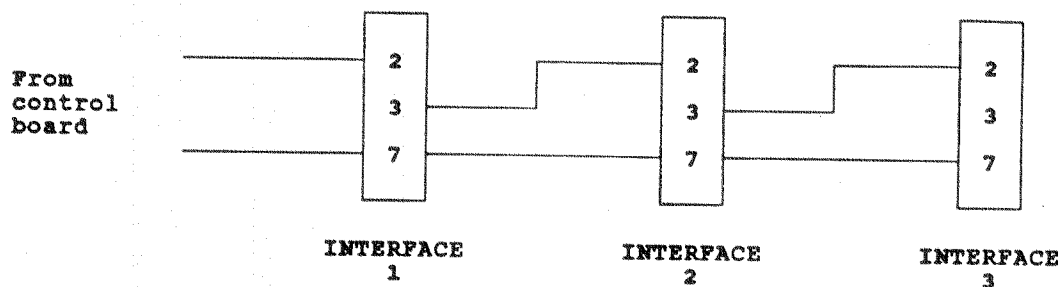 From
control
board
2
3
7
2
3
7
2
3
7
INTERFACE
1
INTERFACE
2
INTERFACE
3